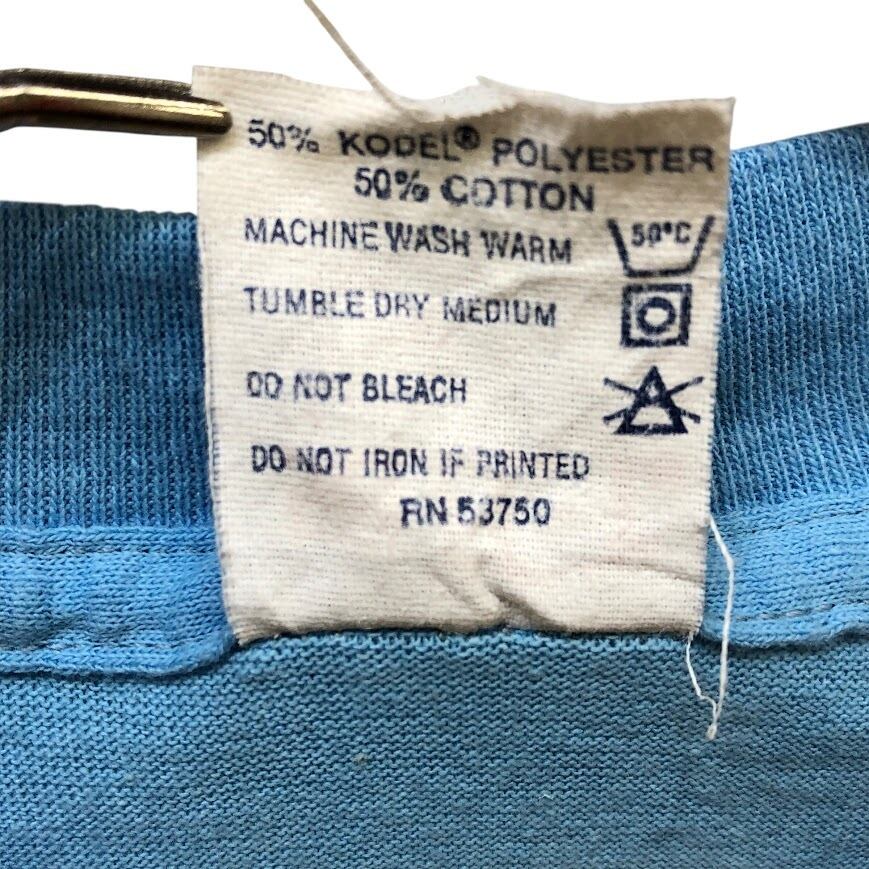 50% KODEL® POLYESTER
50% COTTON
MACHINE WASH WARM 50°C
TUMBLE DRY MEDIUM
DO NOT BLEACH
DO NOT IRON IF PRINTED
RN 53750